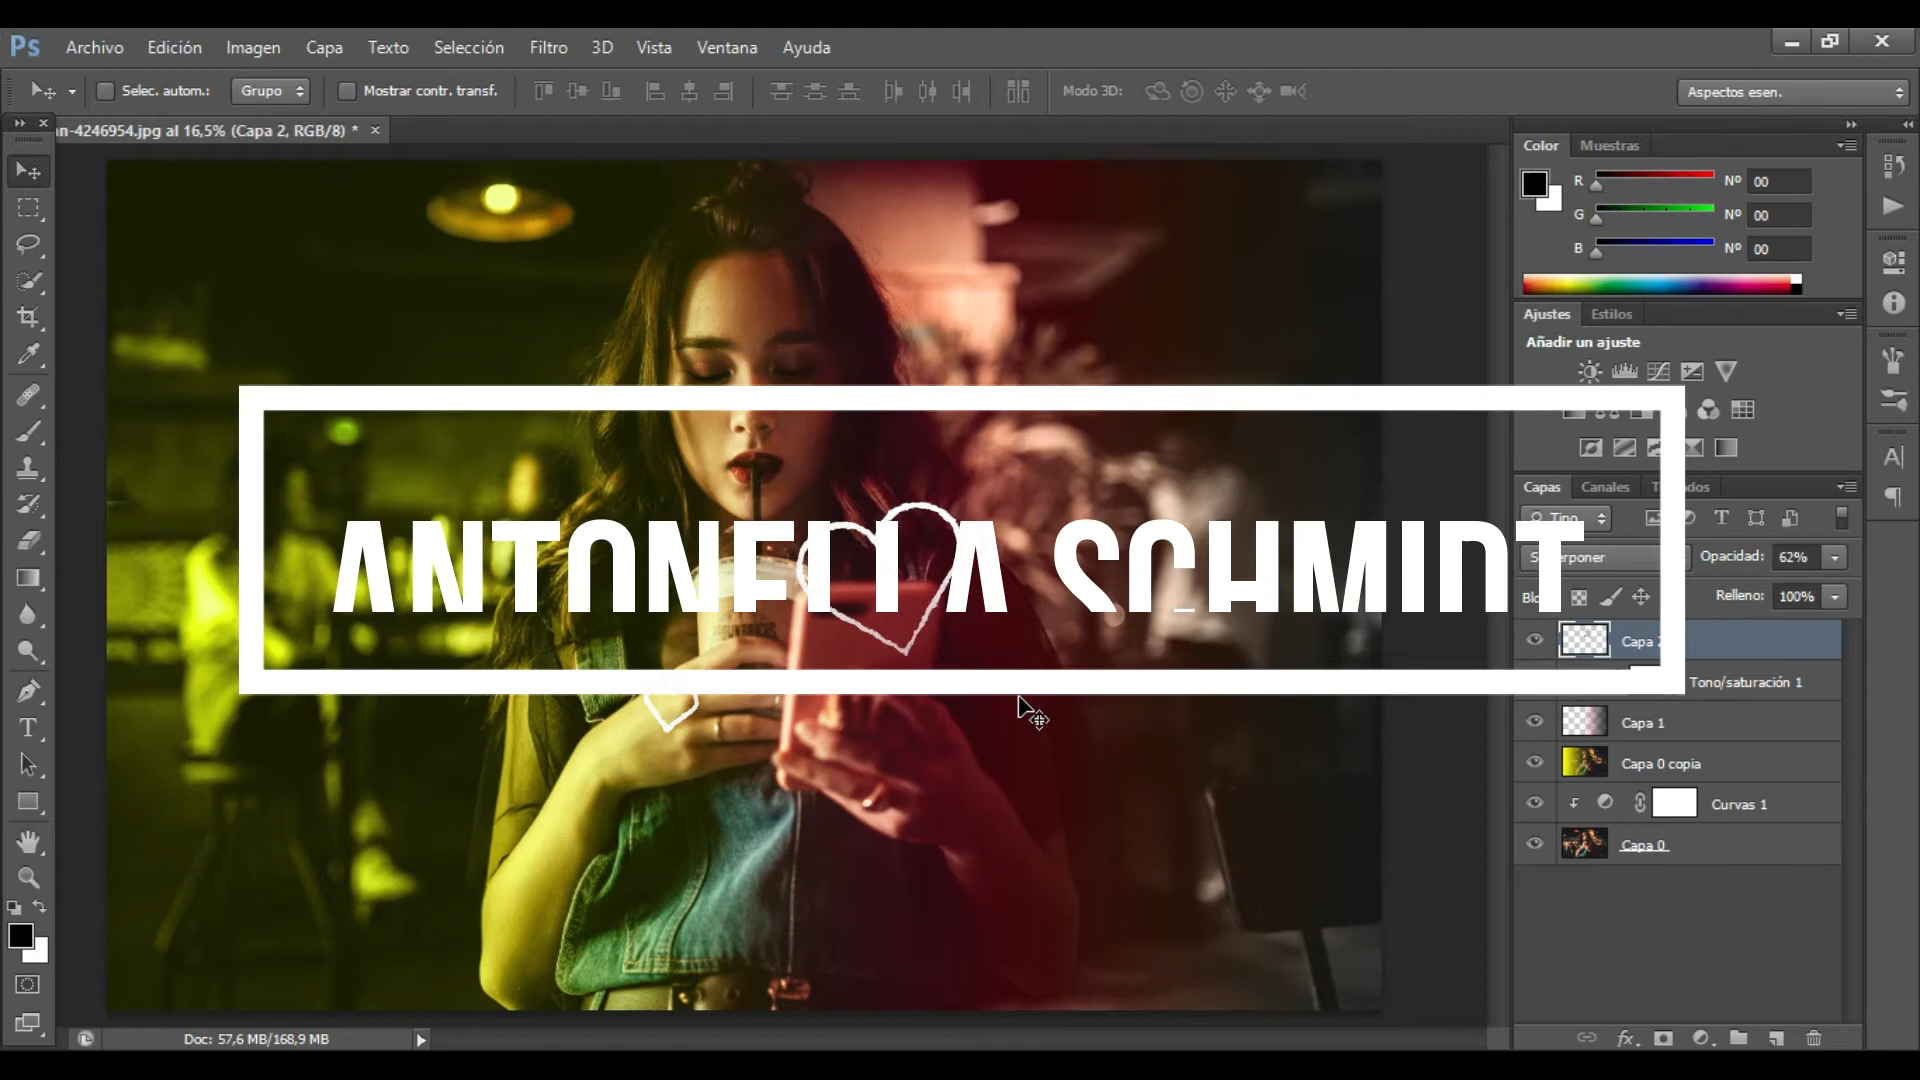 Ps Archivo Edición Imagen Capa Texto Selección Filtro 3D Vista Ventana Ayuda
Selec. autom.: Grupo Mostrar contr. transf. Modo 3D: Aspectos esen.
an-4246954.jpg al 16,5% (Capa 2, RGB/8) *
Color Muestras
R Nº 00
G Nº 00
B Nº 00
Ajustes Estilos
Añadir un ajuste
Capas Canales
Tipo
ANTONELLA SCHMIDT
Opacidad: 62%
Relleno: 100%
Capa 2
Tono/saturación 1
Capa 1
Capa 0 copia
Curvas 1
Capa 0
Doc: 57,6 MB/168,9 MB